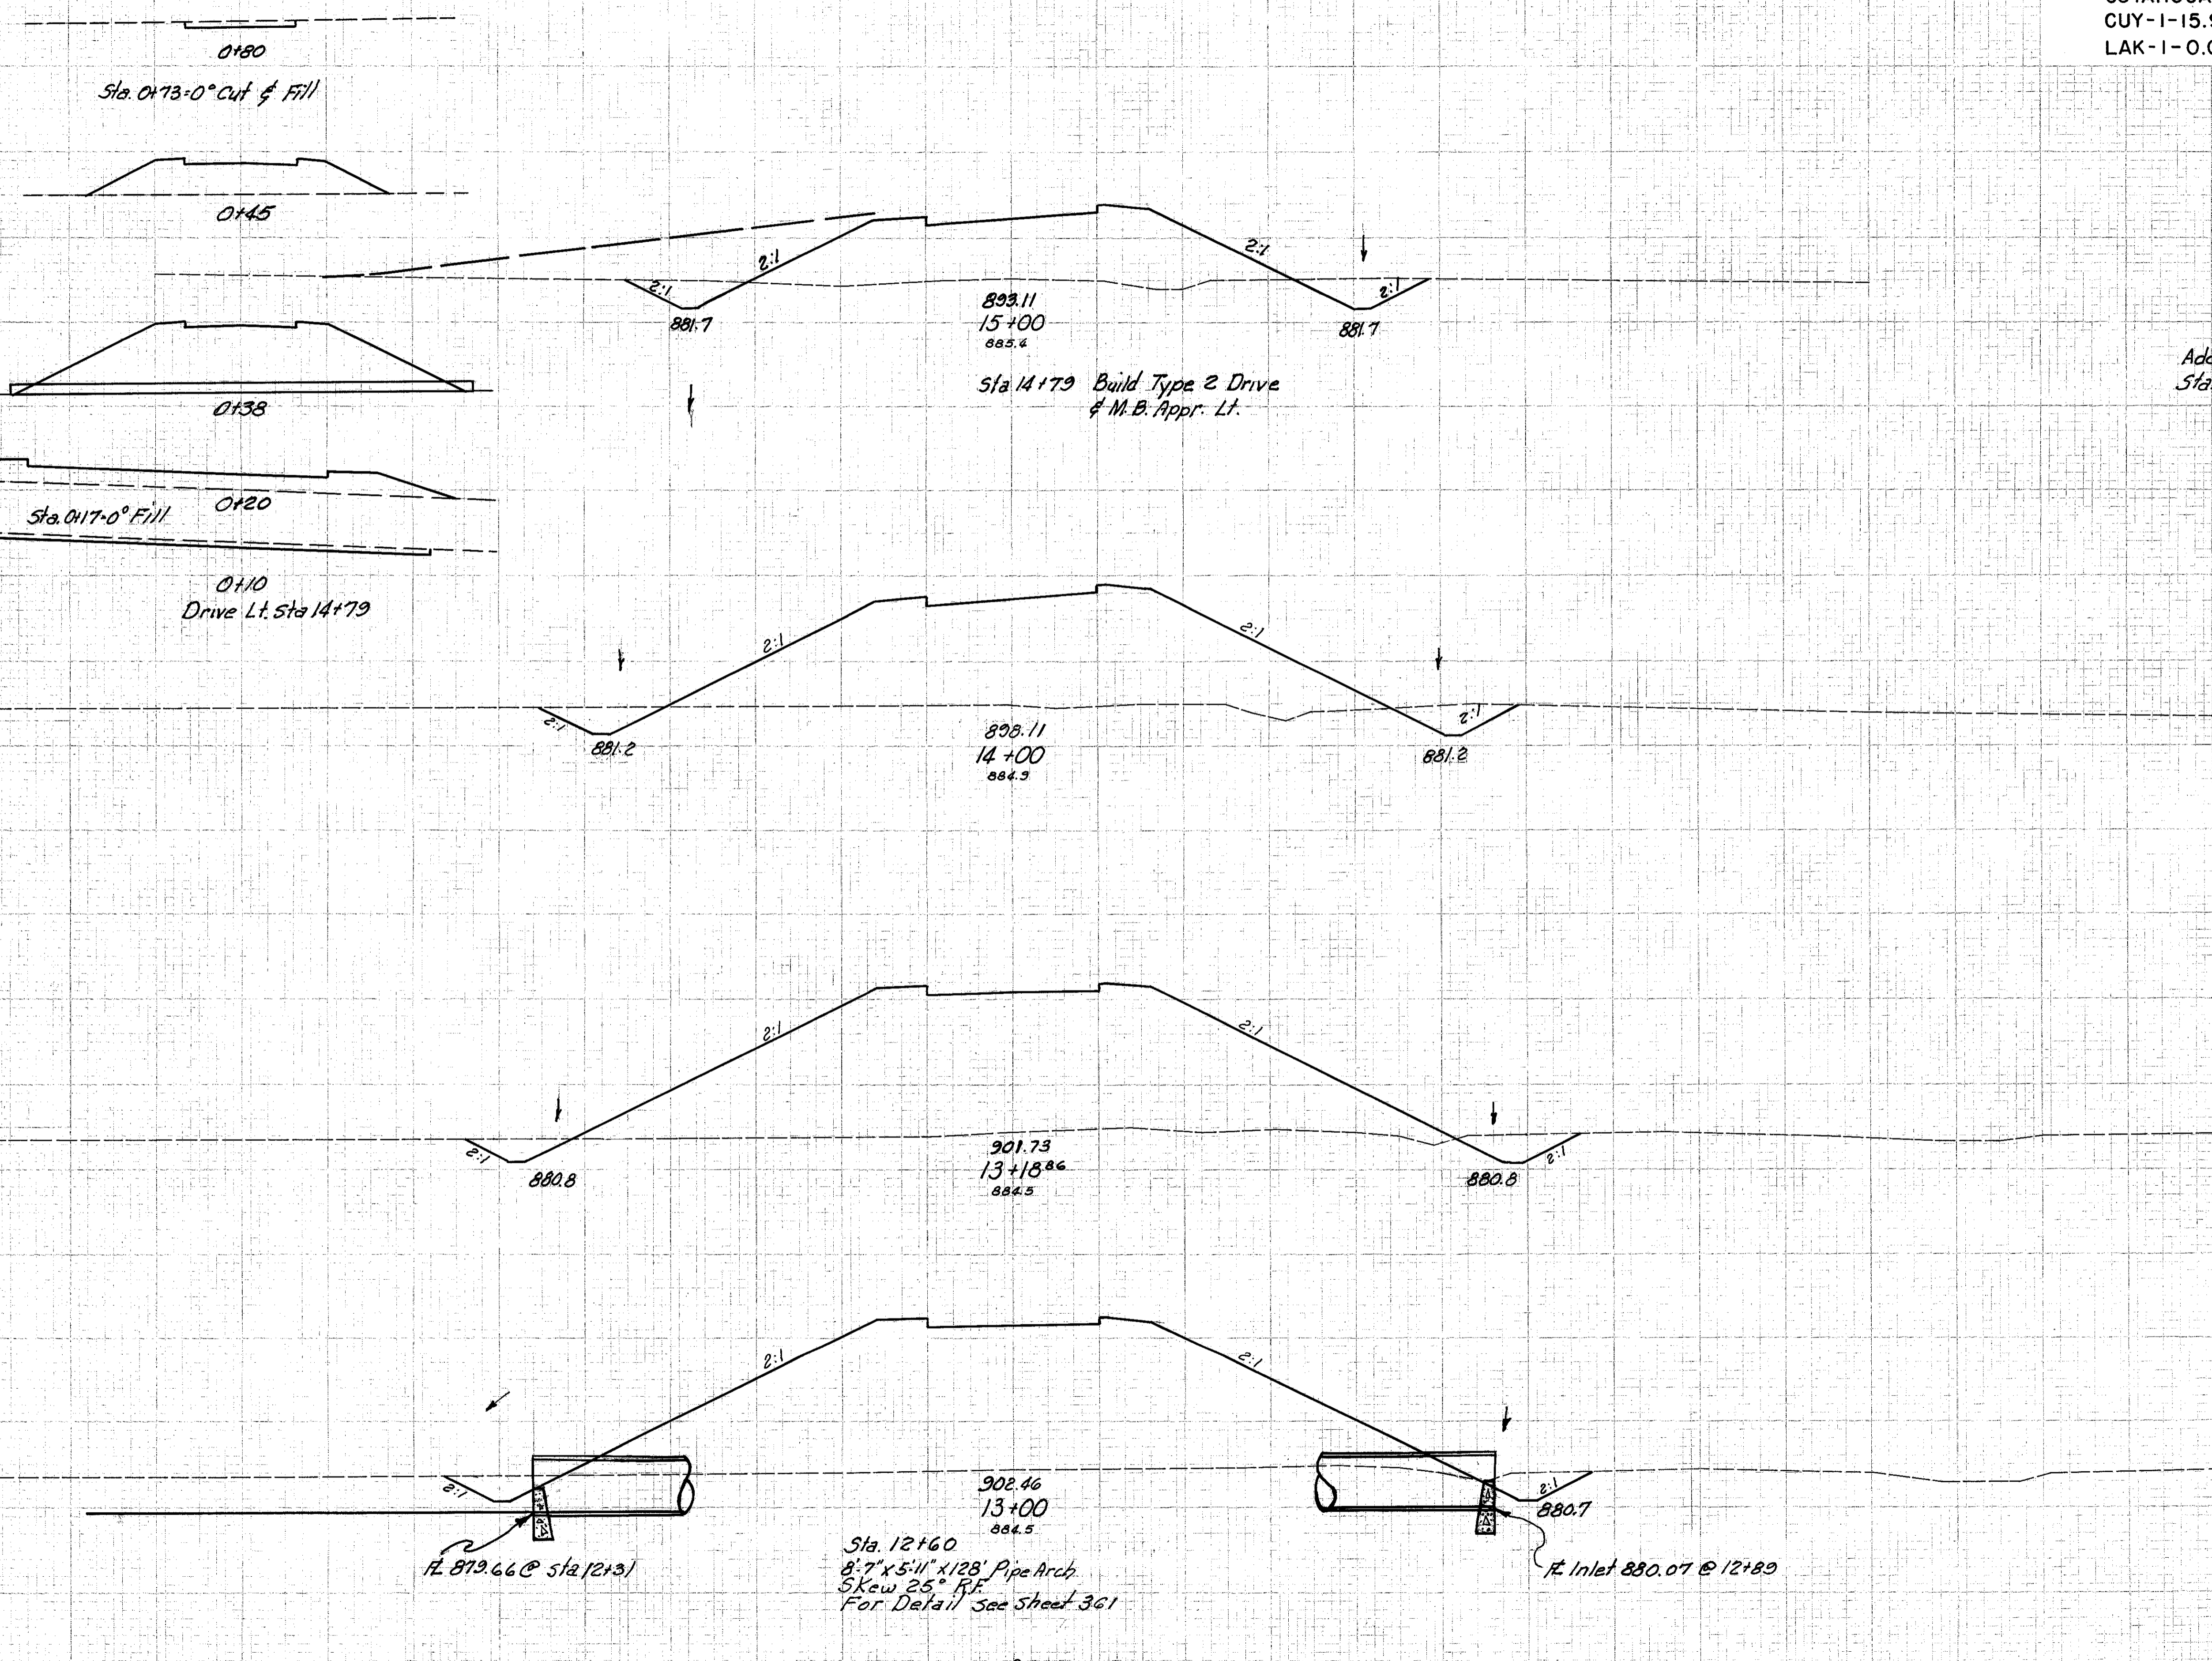 CUY-1-15.
LAK-1-0.
0+80
Sta. 0+73=0° Cut & Fill
0+45
0+38
0+20
Sta. 0+17=0° Fill
0+10
Drive Lt. Sta 14+79
2:1
2:1
2:1
2:1
881.7
893.11
15+00
885.4
881.7
Sta 14+79 Build Type 2 Drive
& M.B. Appr. Lt.
Add
Sta.
2:1
2:1
2:1
2:1
881.2
898.11
14+00
884.9
881.2
2:1
2:1
2:1
2:1
880.8
901.73
13+18⁸⁶
884.5
880.8
2:1
2:1
2:1
2:1
902.46
13+00
884.5
880.7
FL 879.66 @ Sta 12+31
Sta. 12+60
8'-7" x 5'-11" x 128' Pipe Arch
Skew 25° R.F.
For Detail see sheet 361
FL Inlet 880.07 @ 12+89